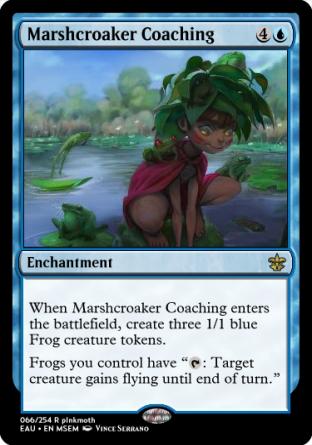 Marshcroaker Coaching 4
Enchantment
When Marshcroaker Coaching enters
the battlefield, create three 1/1 blue
Frog creature tokens.
Frogs you control have “: Target
creature gains flying until end of turn.”
066/254 R pinkmoth
EAU • EN MSEM Vince Serrano